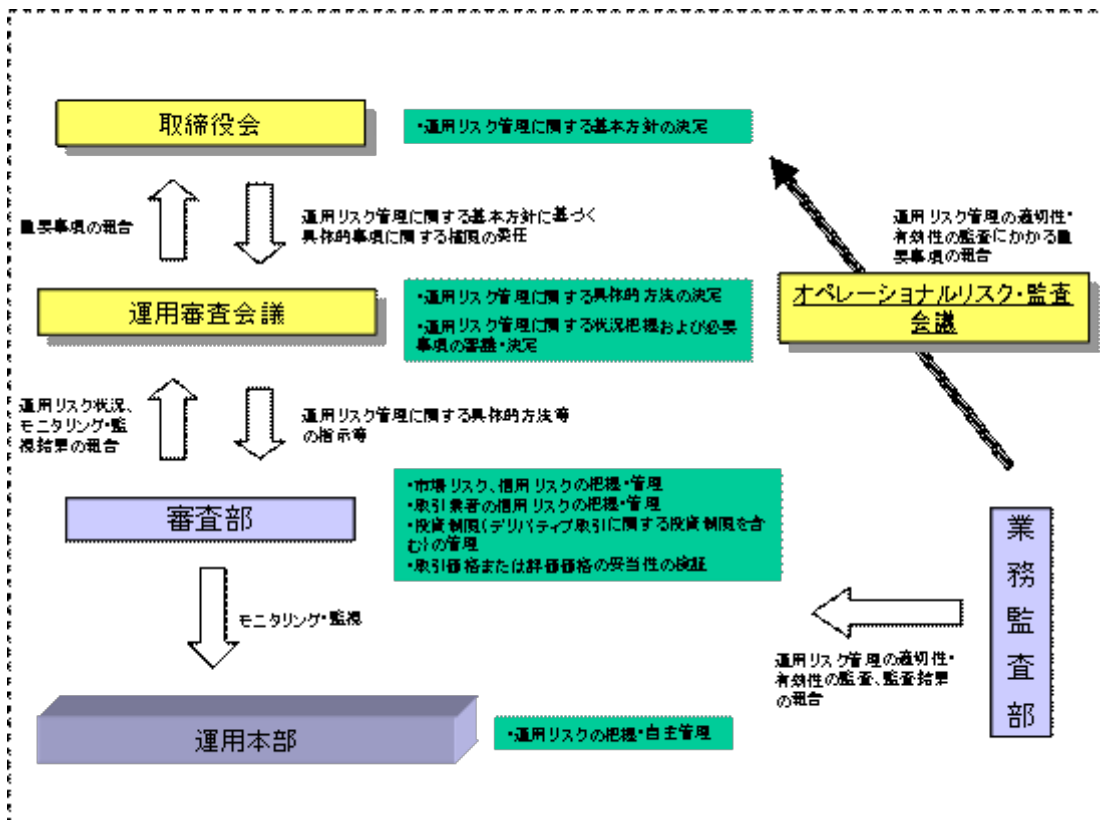 取締役会
・運用リスク管理に関する基本方針の決定
重要事項の報告
運用リスク管理に関する基本方針に基づく
具体的事項に関する権限の委任
運用リスク管理の適切性・
有効性の監査にかかる重
要事項の報告
運用審査会議
・運用リスク管理に関する具体的方法の決定
・運用リスク管理に関する状況把握および必要
事項の審議・決定
オペレーショナルリスク・監査
会議
運用リスク状況、
モニタリング・監
視結果の報告
運用リスク管理に関する具体的方法等
の指示等
審査部
・市場リスク、信用リスクの把握・管理
・取引業者の信用リスクの把握・管理
・投資制限(デリバティブ取引に関する投資制限を含
む)の管理
・取引価格または評価価格の妥当性の検証
業務監査部
モニタリング・監視
運用リスク管理の適切性・
有効性の監査、監査結果
の報告
運用本部
・運用リスクの把握・自主管理